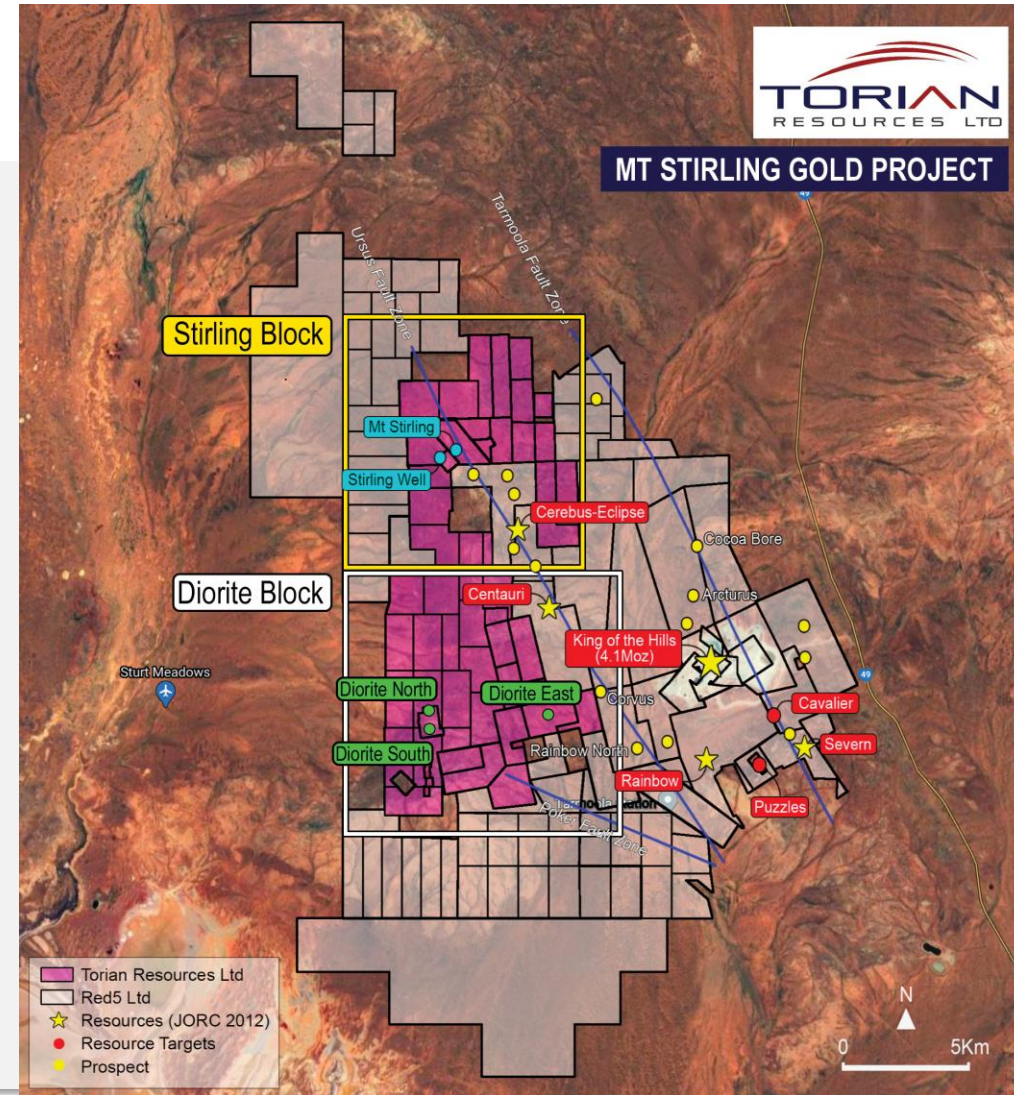 TORIAN
RESOURCES LTD
MT STIRLING GOLD PROJECT
49
Ursus Fault Zone
Tarmoola Fault Zone
Stirling Block
Mt Stirling
Stirling Well
Cerebus-Eclipse
Cocoa Bore
Diorite Block
Centauri
Arcturus
King of the Hills
(4.1Moz)
Sturt Meadows
49
Diorite North
Diorite East
Corvus
Cavalier
Diorite South
Rainbow North
Severn
Rainbow
Tarmoola Station
Puzzles
Poker Fault Zone
Torian Resources Ltd
Red5 Ltd
Resources (JORC 2012)
Resource Targets
Prospect
N
0 5Km